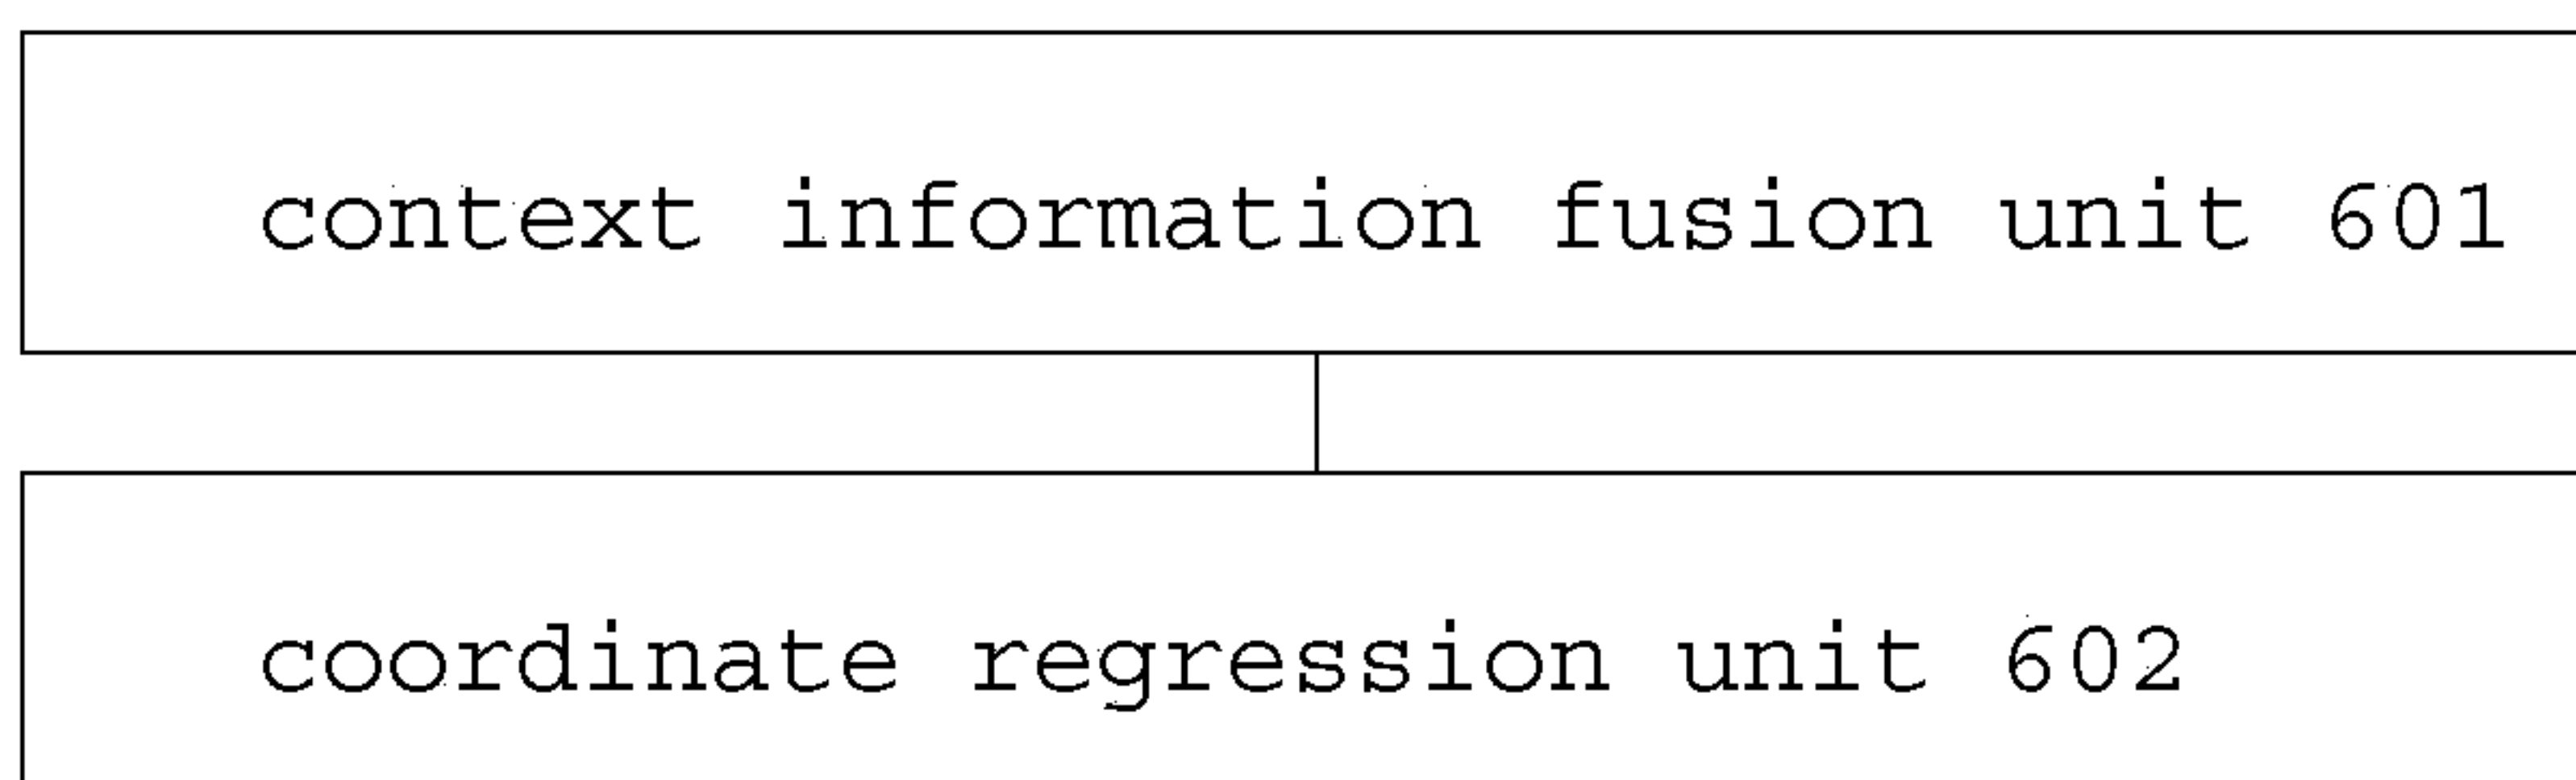 context information fusion unit 601
coordinate regression unit 602